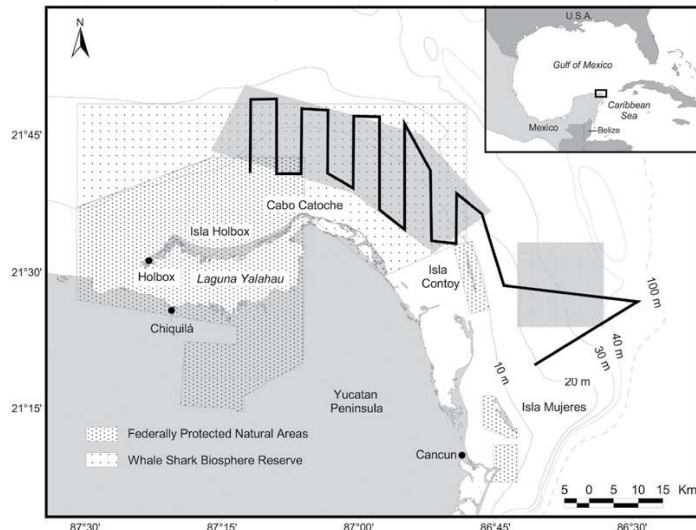 N
U.S.A.
Gulf of Mexico
Caribbean
Sea
Mexico
Belize
21°45'
21°30'
21°15'
Cabo Catoche
Isla Holbox
Holbox
Laguna Yalahau
Chiquilá
Isla
Contoy
100 m
40 m
30 m
20 m
10 m
Isla Mujeres
Yucatan
Peninsula
Cancun
Federally Protected Natural Areas
Whale Shark Biosphere Reserve
5 0 5 10 15
Km
87°30' 87°15' 87°00' 86°45' 86°30'